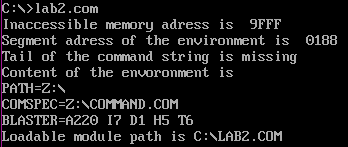 C:\>lab2.com
Inaccessible memory adress is  9FFF
Segment adress of the environment is  0188
Tail of the command string is missing
Content of the envoronment is
PATH=Z:\
COMSPEC=Z:\COMMAND.COM
BLASTER=A220 I7 D1 H5 T6
Loadable module path is C:\LAB2.COM